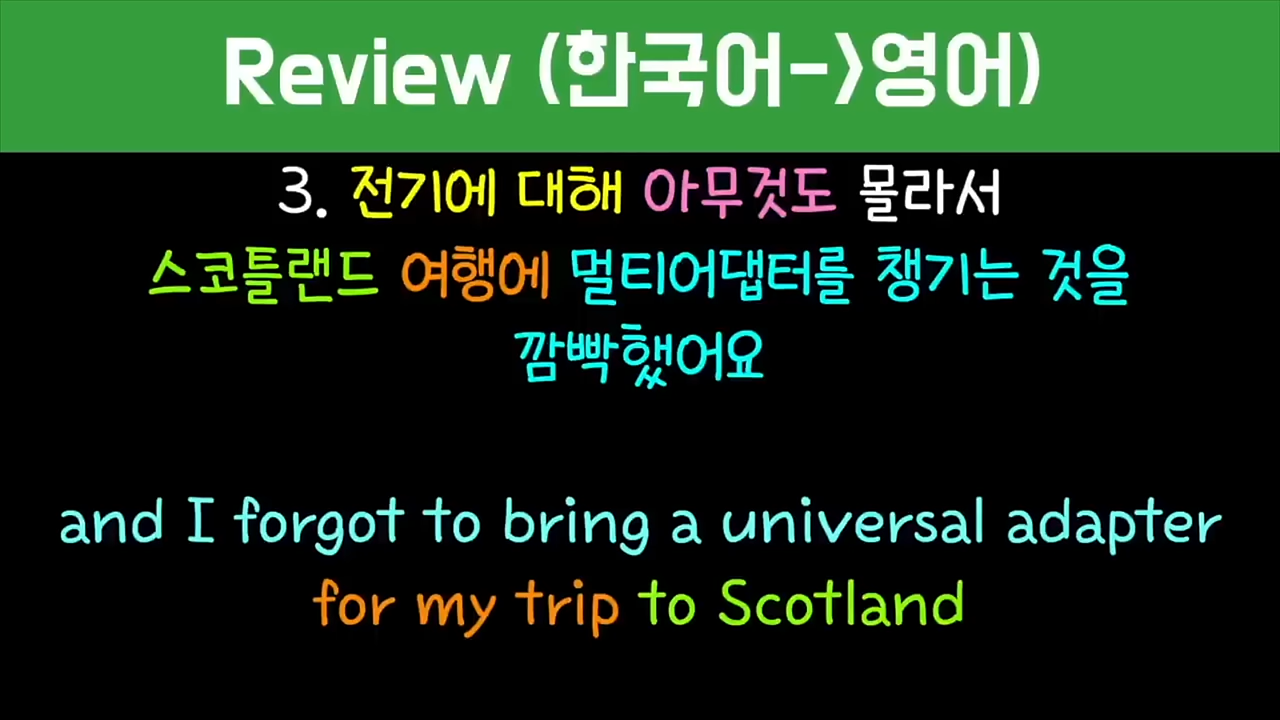 Review (한국어->영어)
3. 전기에 대해 아무것도 몰라서
스코틀랜드 여행에 멀티어댑터를 챙기는 것을
깜빡했어요
and I forgot to bring a universal adapter
for my trip to Scotland